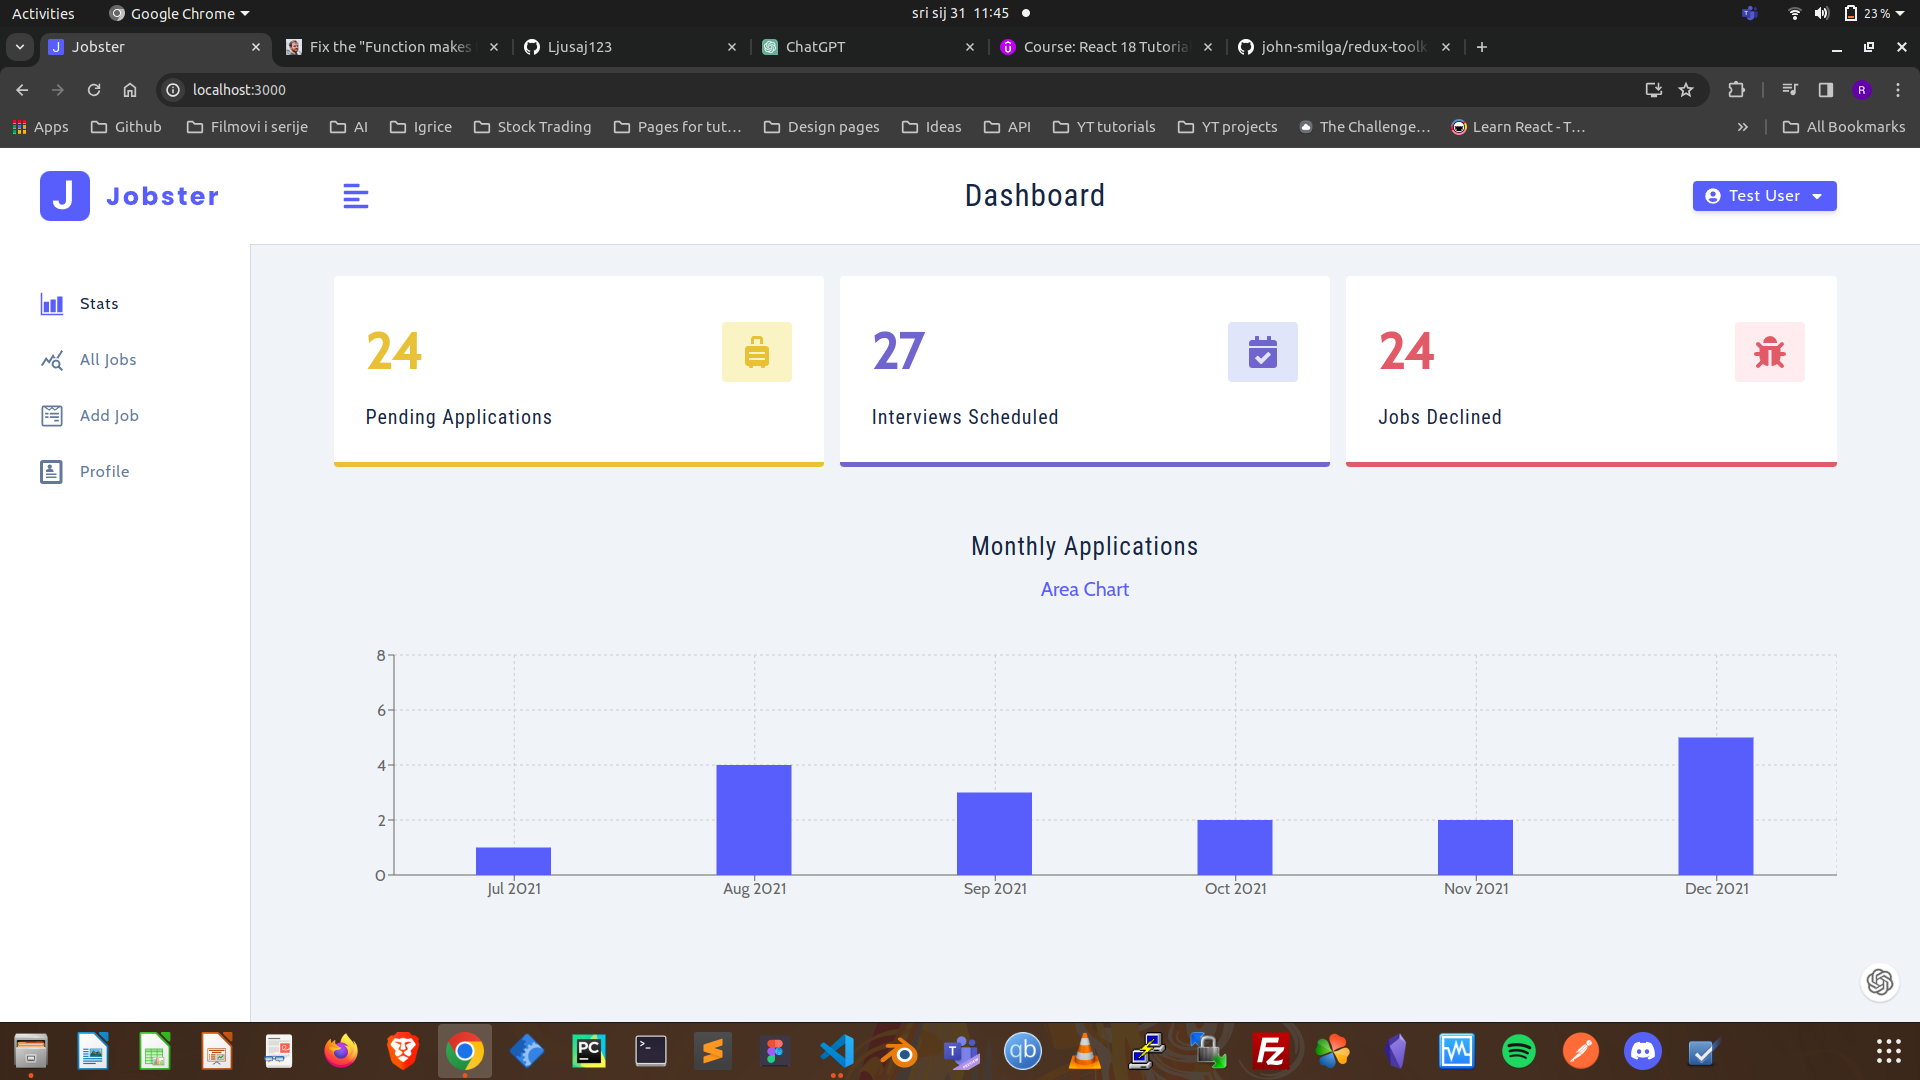 Activities Google Chrome sri sij 31 11:45 23 %
J Jobster Fix the "Function makes Ljusaj123 ChatGPT Course: React 18 Tutoria john-smilga/redux-toolk
localhost:3000 R
Apps Github Filmovi i serije AI Igrice Stock Trading Pages for tut... Design pages Ideas API YT tutorials YT projects The Challenge... Learn React - T... » All Bookmarks
J Jobster Dashboard Test User
Stats
All Jobs
Add Job
Profile
24 27 24
Pending Applications Interviews Scheduled Jobs Declined
Monthly Applications
Area Chart
8
6
4
2
0
Jul 2021 Aug 2021 Sep 2021 Oct 2021 Nov 2021 Dec 2021
PC >_ qb Fz